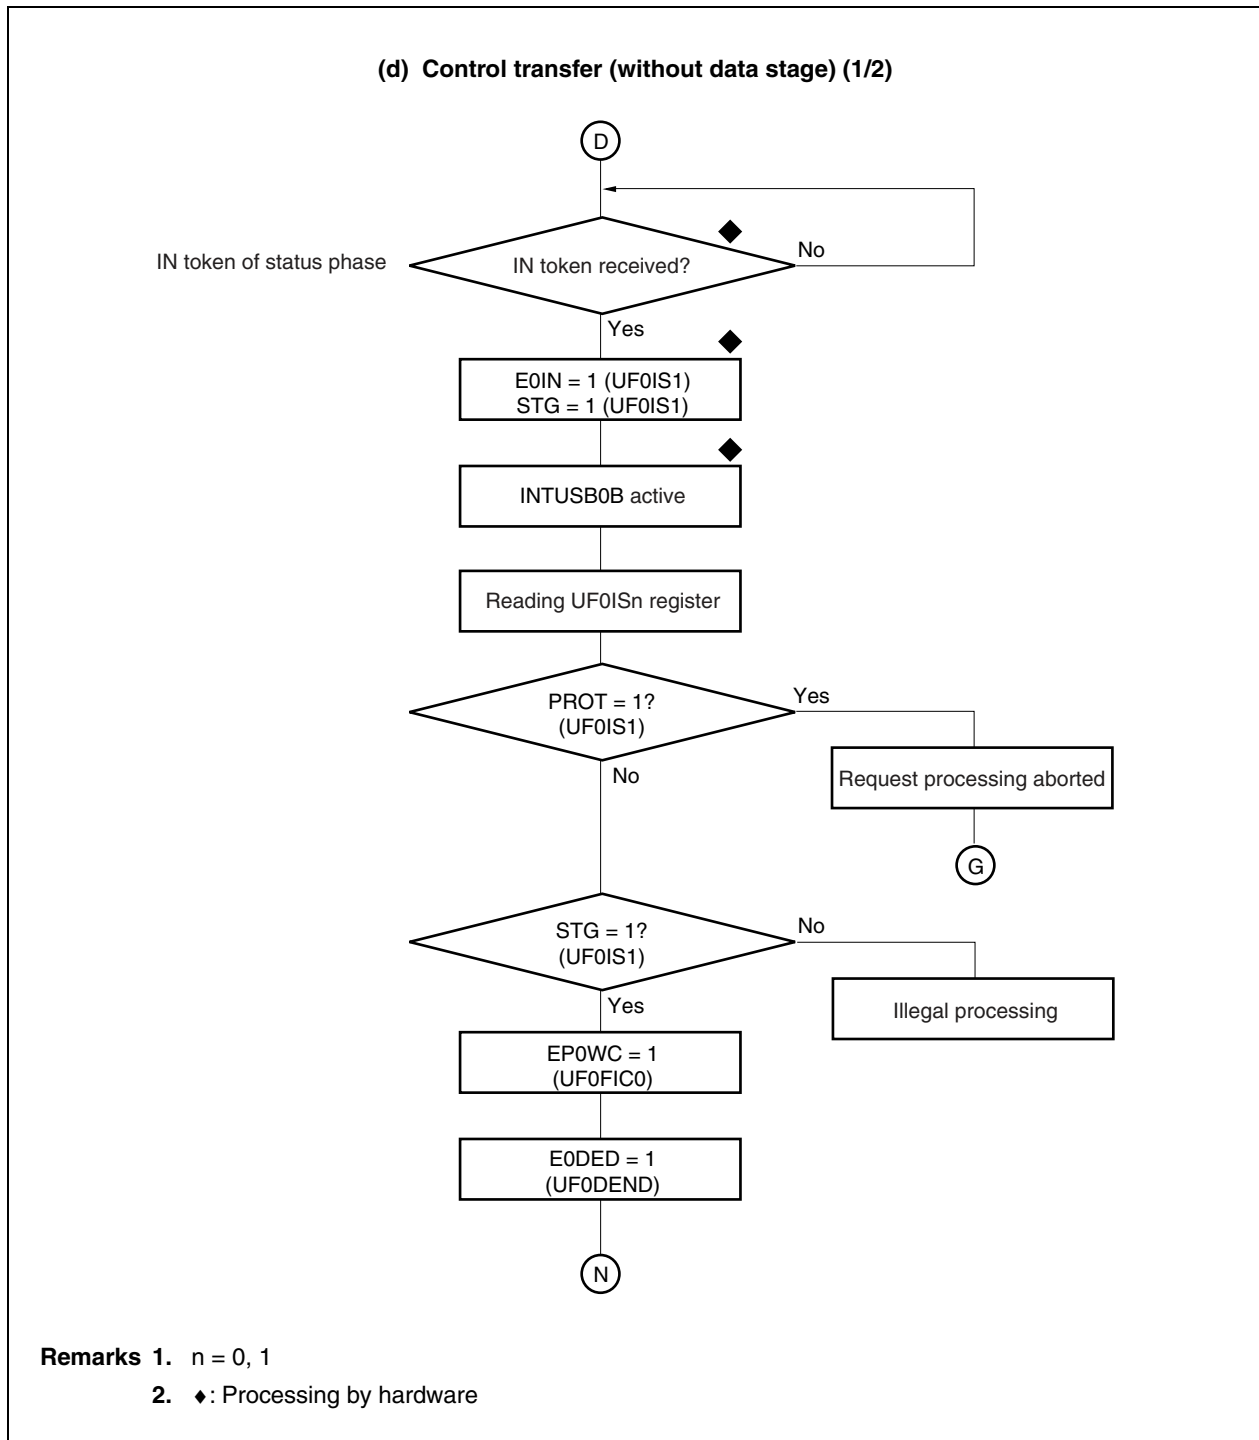 (d) Control transfer (without data stage) (1/2)
D
IN token of status phase
IN token received?
No
Yes
E0IN = 1 (UF0IS1)
STG = 1 (UF0IS1)
INTUSB0B active
Reading UF0ISn register
PROT = 1?
(UF0IS1)
Yes
No
Request processing aborted
G
STG = 1?
(UF0IS1)
No
Yes
Illegal processing
EP0WC = 1
(UF0FIC0)
E0DED = 1
(UF0DEND)
N
Remarks 1. n = 0, 1
2. ♦: Processing by hardware